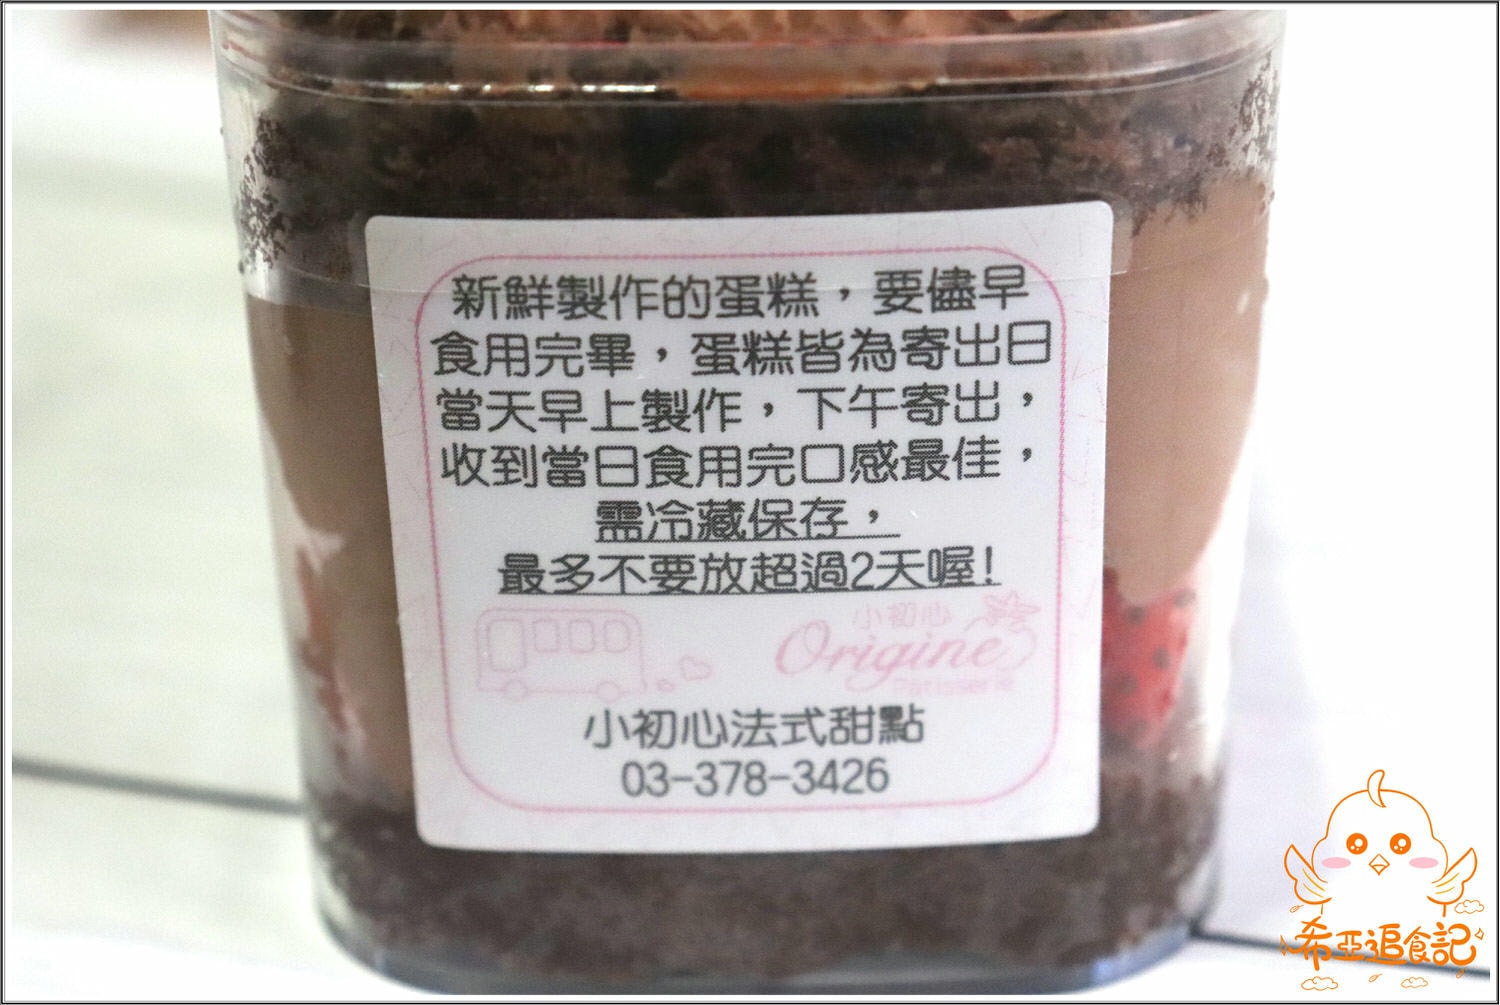 新鮮製作的蛋糕，要儘早
食用完畢，蛋糕皆為寄出日
當天早上製作，下午寄出，
收到當日食用完口感最佳，
需冷藏保存，
最多不要放超過2天喔！
小初心
Origine
Patisserie
小初心法式甜點
03-378-3426
希亞追食記